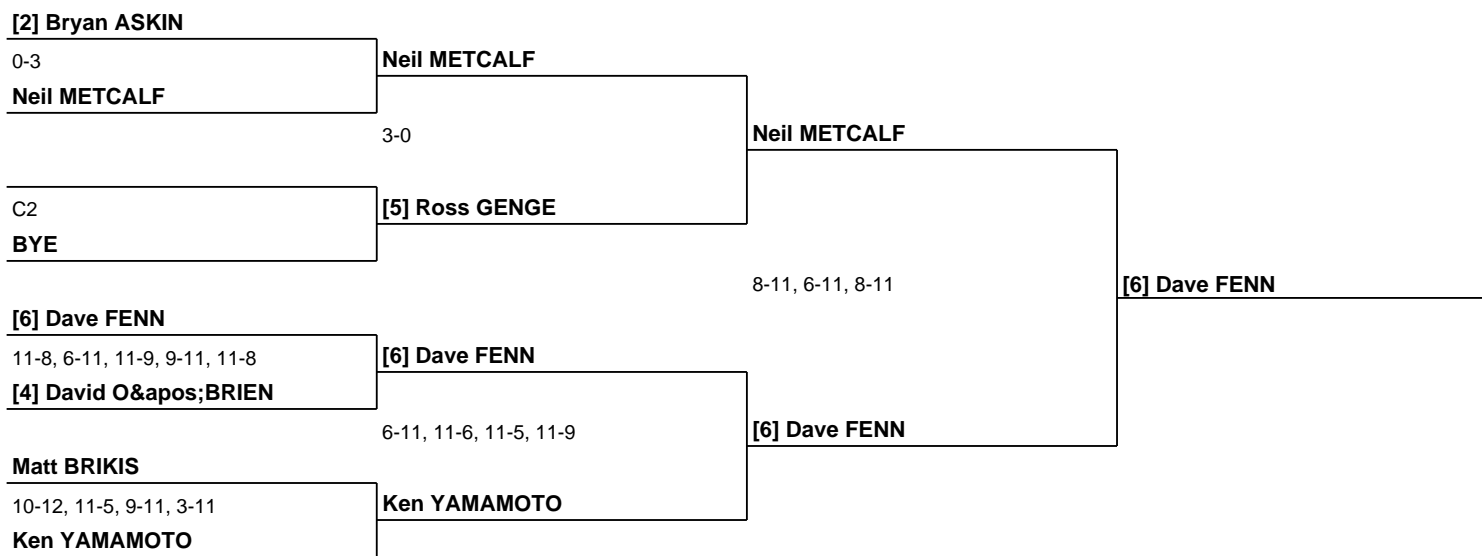 [2] Bryan ASKIN
0-3
Neil METCALF
Neil METCALF
3-0
Neil METCALF
C2
[5] Ross GENGE
BYE
8-11, 6-11, 8-11
[6] Dave FENN
[6] Dave FENN
11-8, 6-11, 11-9, 9-11, 11-8
[6] Dave FENN
[4] David O&apos;BRIEN
6-11, 11-6, 11-5, 11-9
[6] Dave FENN
Matt BRIKIS
10-12, 11-5, 9-11, 3-11
Ken YAMAMOTO
Ken YAMAMOTO